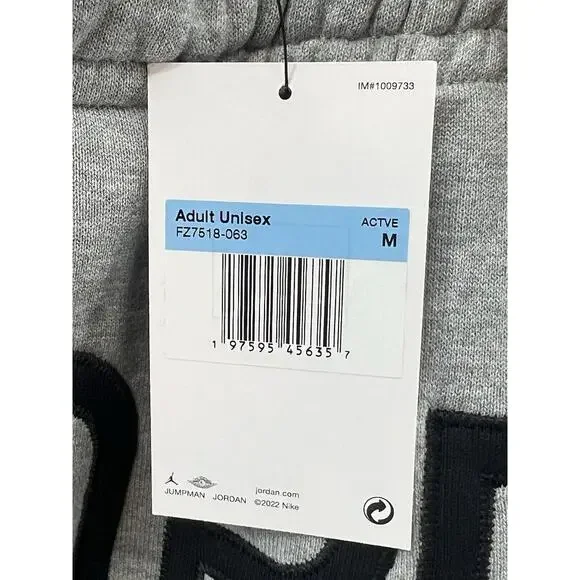 IM#1009733
Adult Unisex ACTVE
FZ7518-063 M
1 97595 45635 7
JUMPMAN JORDAN jordan.com
©2022 Nike